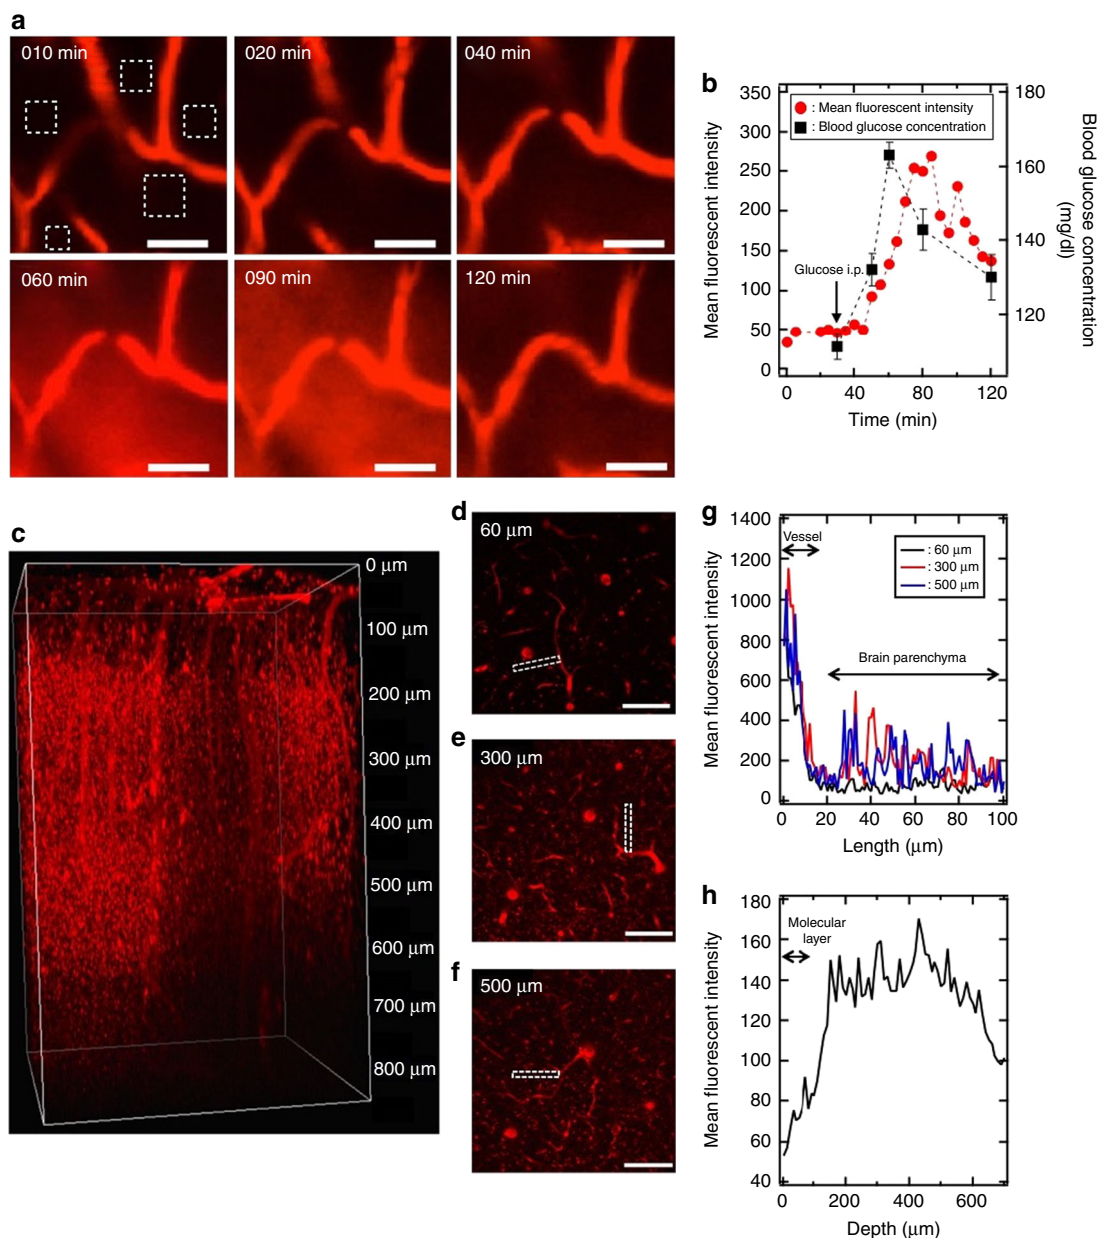 a
010 min
020 min
040 min
060 min
090 min
120 min
b
350
300
250
200
150
100
50
0
Mean fluorescent intensity
: Mean fluorescent intensity
: Blood glucose concentration
Glucose i.p.
180
160
140
120
Blood glucose concentration
(mg/dl)
0
40
80
120
Time (min)
c
0 μm
100 μm
200 μm
300 μm
400 μm
500 μm
600 μm
700 μm
800 μm
d
60 μm
e
300 μm
f
500 μm
g
1400
1200
1000
800
600
400
200
0
Mean fluorescent intensity
Vessel
: 60 μm
: 300 μm
: 500 μm
Brain parenchyma
0
20
40
60
80
100
Length (μm)
h
180
160
140
120
100
80
60
40
Mean fluorescent intensity
Molecular
layer
0
200
400
600
Depth (μm)